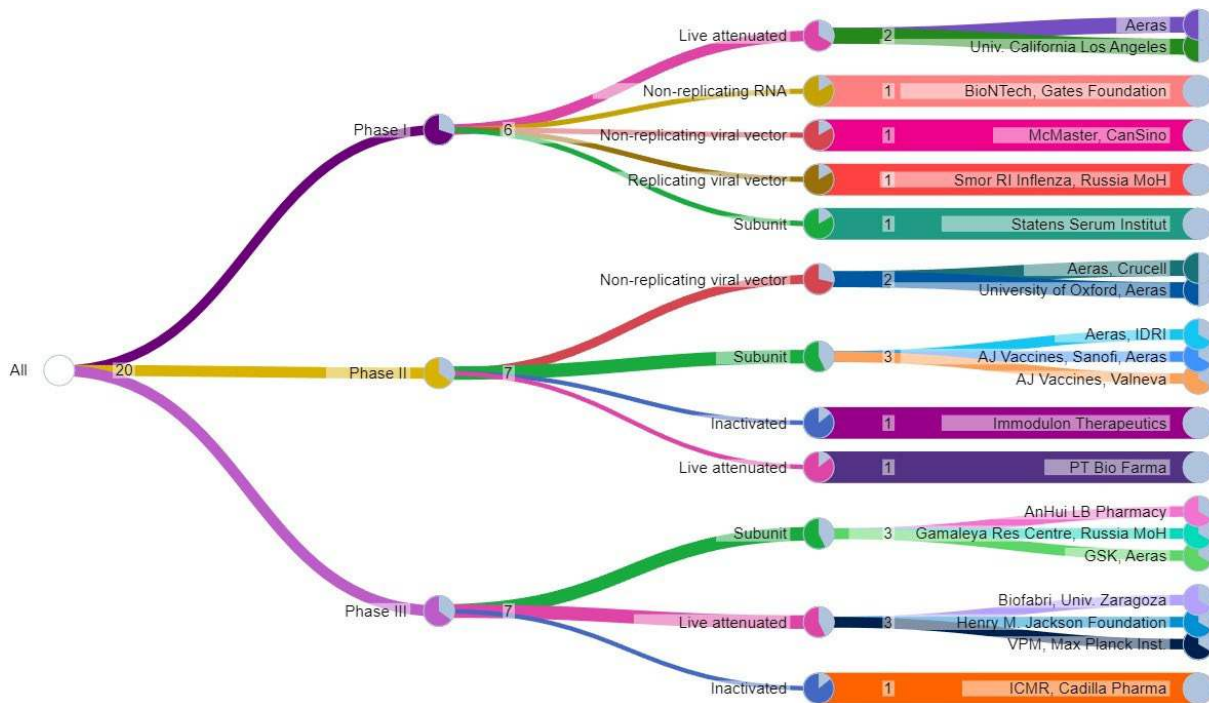 Aeras
Live attenuated 2
Univ. California Los Angeles
Non-replicating RNA 1 BioNTech, Gates Foundation
Phase I 6 Non-replicating viral vector 1 McMaster, CanSino
Replicating viral vector 1 Smor RI Inflenza, Russia MoH
Subunit 1 Statens Serum Institut
Aeras, Crucell
Non-replicating viral vector 2
University of Oxford, Aeras
Aeras, IDRI
All 20 Phase II 7 Subunit 3 AJ Vaccines, Sanofi, Aeras
AJ Vaccines, Valneva
Inactivated 1 Immodulon Therapeutics
Live attenuated 1 PT Bio Farma
AnHui LB Pharmacy
Subunit 3 Gamaleya Res Centre, Russia MoH
GSK, Aeras
Biofabri, Univ. Zaragoza
Phase III 7 Live attenuated 3 Henry M. Jackson Foundation
VPM, Max Planck Inst.
Inactivated 1 ICMR, Cadilla Pharma